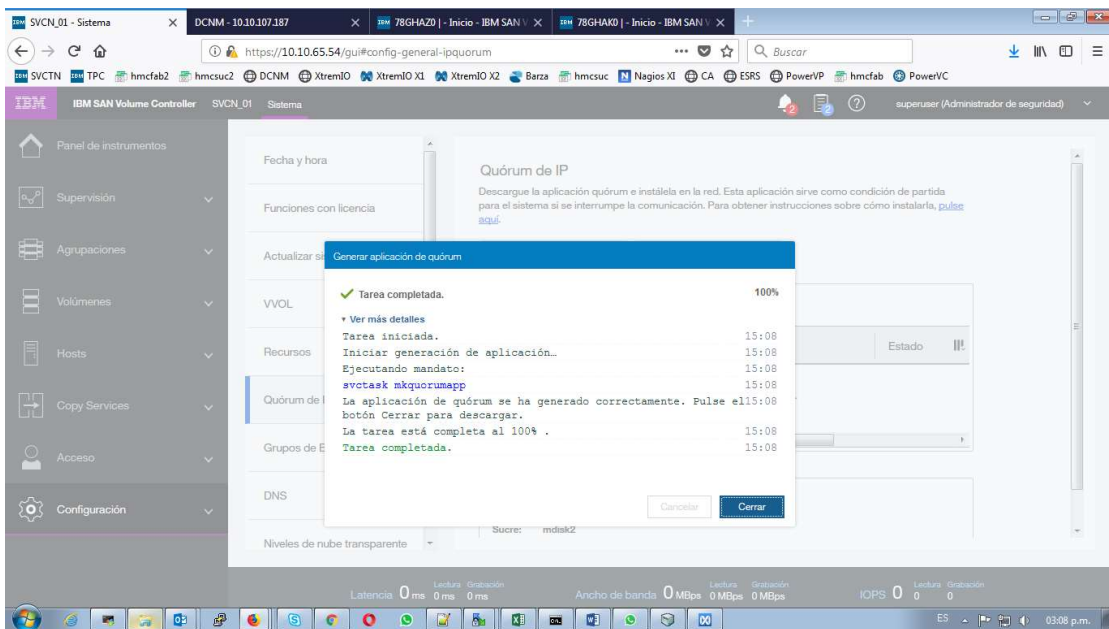 SVCN_01 - Sistema
DCNM - 10.10.107.187
78GHAZ0 | - Inicio - IBM SAN V
78GHAK0 | - Inicio - IBM SAN V
https://10.10.65.54/gui#config-general-ipquorum
Buscar
SVCTN
TPC
hmcfab2
hmcsuc2
DCNM
XtremIO
XtremIO X1
XtremIO X2
Barza
hmcsuc
Nagios XI
CA
ESRS
PowerVP
hmcfab
PowerVC
IBM
IBM SAN Volume Controller
SVCN_01
Sistema
2
2
superuser (Administrador de seguridad)
Panel de instrumentos
Supervisión
Agrupaciones
Volúmenes
Hosts
Copy Services
Acceso
Configuración
Fecha y hora
Funciones con licencia
Actualizar si
VVOL
Recursos
Quórum de I
Grupos de E
DNS
Niveles de nube transparente
Quórum de IP
Descargue la aplicación quórum e instálela en la red. Esta aplicación sirve como condición de partida
para el sistema si se interrumpe la comunicación. Para obtener instrucciones sobre cómo instalarla, pulse
aquí.
Estado
Generar aplicación de quórum
Tarea completada. 100%
Ver más detalles
Tarea iniciada. 15:08
Iniciar generación de aplicación… 15:08
Ejecutando mandato: 15:08
svctask mkquorumapp 15:08
La aplicación de quórum se ha generado correctamente. Pulse el 15:08
botón Cerrar para descargar.
La tarea está completa al 100% . 15:08
Tarea completada. 15:08
Cancelar
Cerrar
Sucre: mdisk2
Lectura Grabación
Latencia 0 ms 0 ms 0 ms
Lectura Grabación
Ancho de banda 0 MBps 0 MBps 0 MBps
Lectura Grabación
IOPS 0 0 0
ES
03:08 p.m.